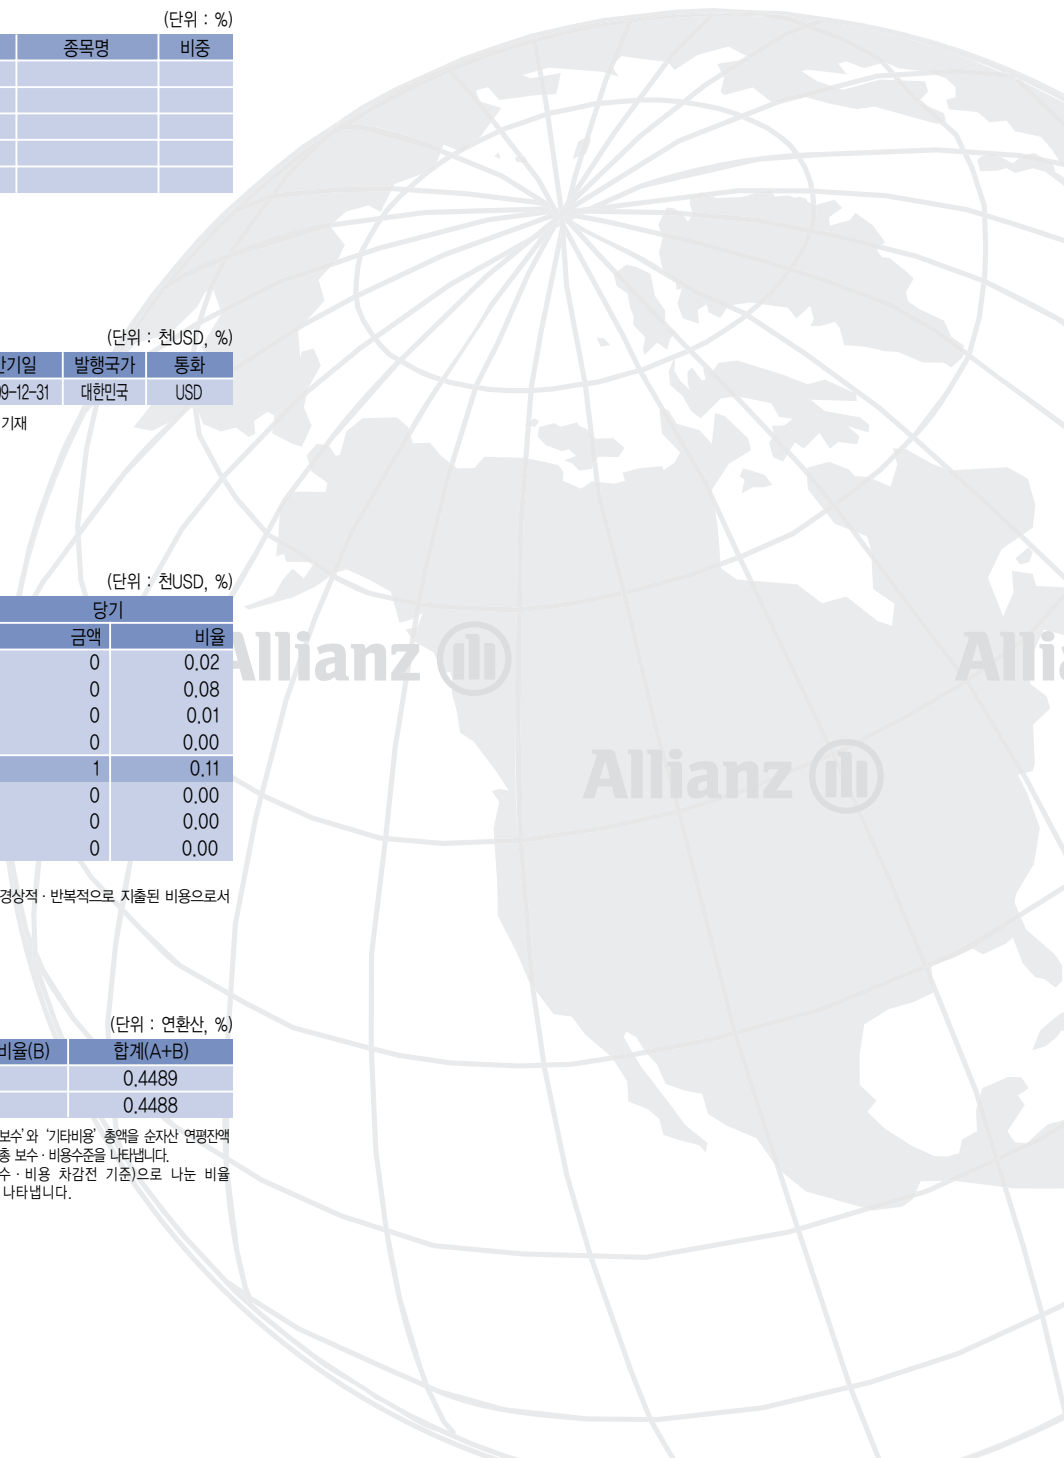 (단위 : %)
종목명 비중
(단위 : 천USD, %)
만기일 발행국가 통화
09-12-31 대한민국 USD
기재
(단위 : 천USD, %)
당기
금액 비율
0 0.02
0 0.08
0 0.01
0 0.00
1 0.11
0 0.00
0 0.00
0 0.00
경상적·반복적으로 지출된 비용으로서
(단위 : 연환산, %)
비율(B) 합계(A+B)
0.4489
0.4488
보수'와 '기타비용' 총액을 순자산 연평잔액
총 보수·비용수준을 나타냅니다.
수·비용 차감전 기준)으로 나눈 비율
나타냅니다.
Allianz
Allia
Allianz